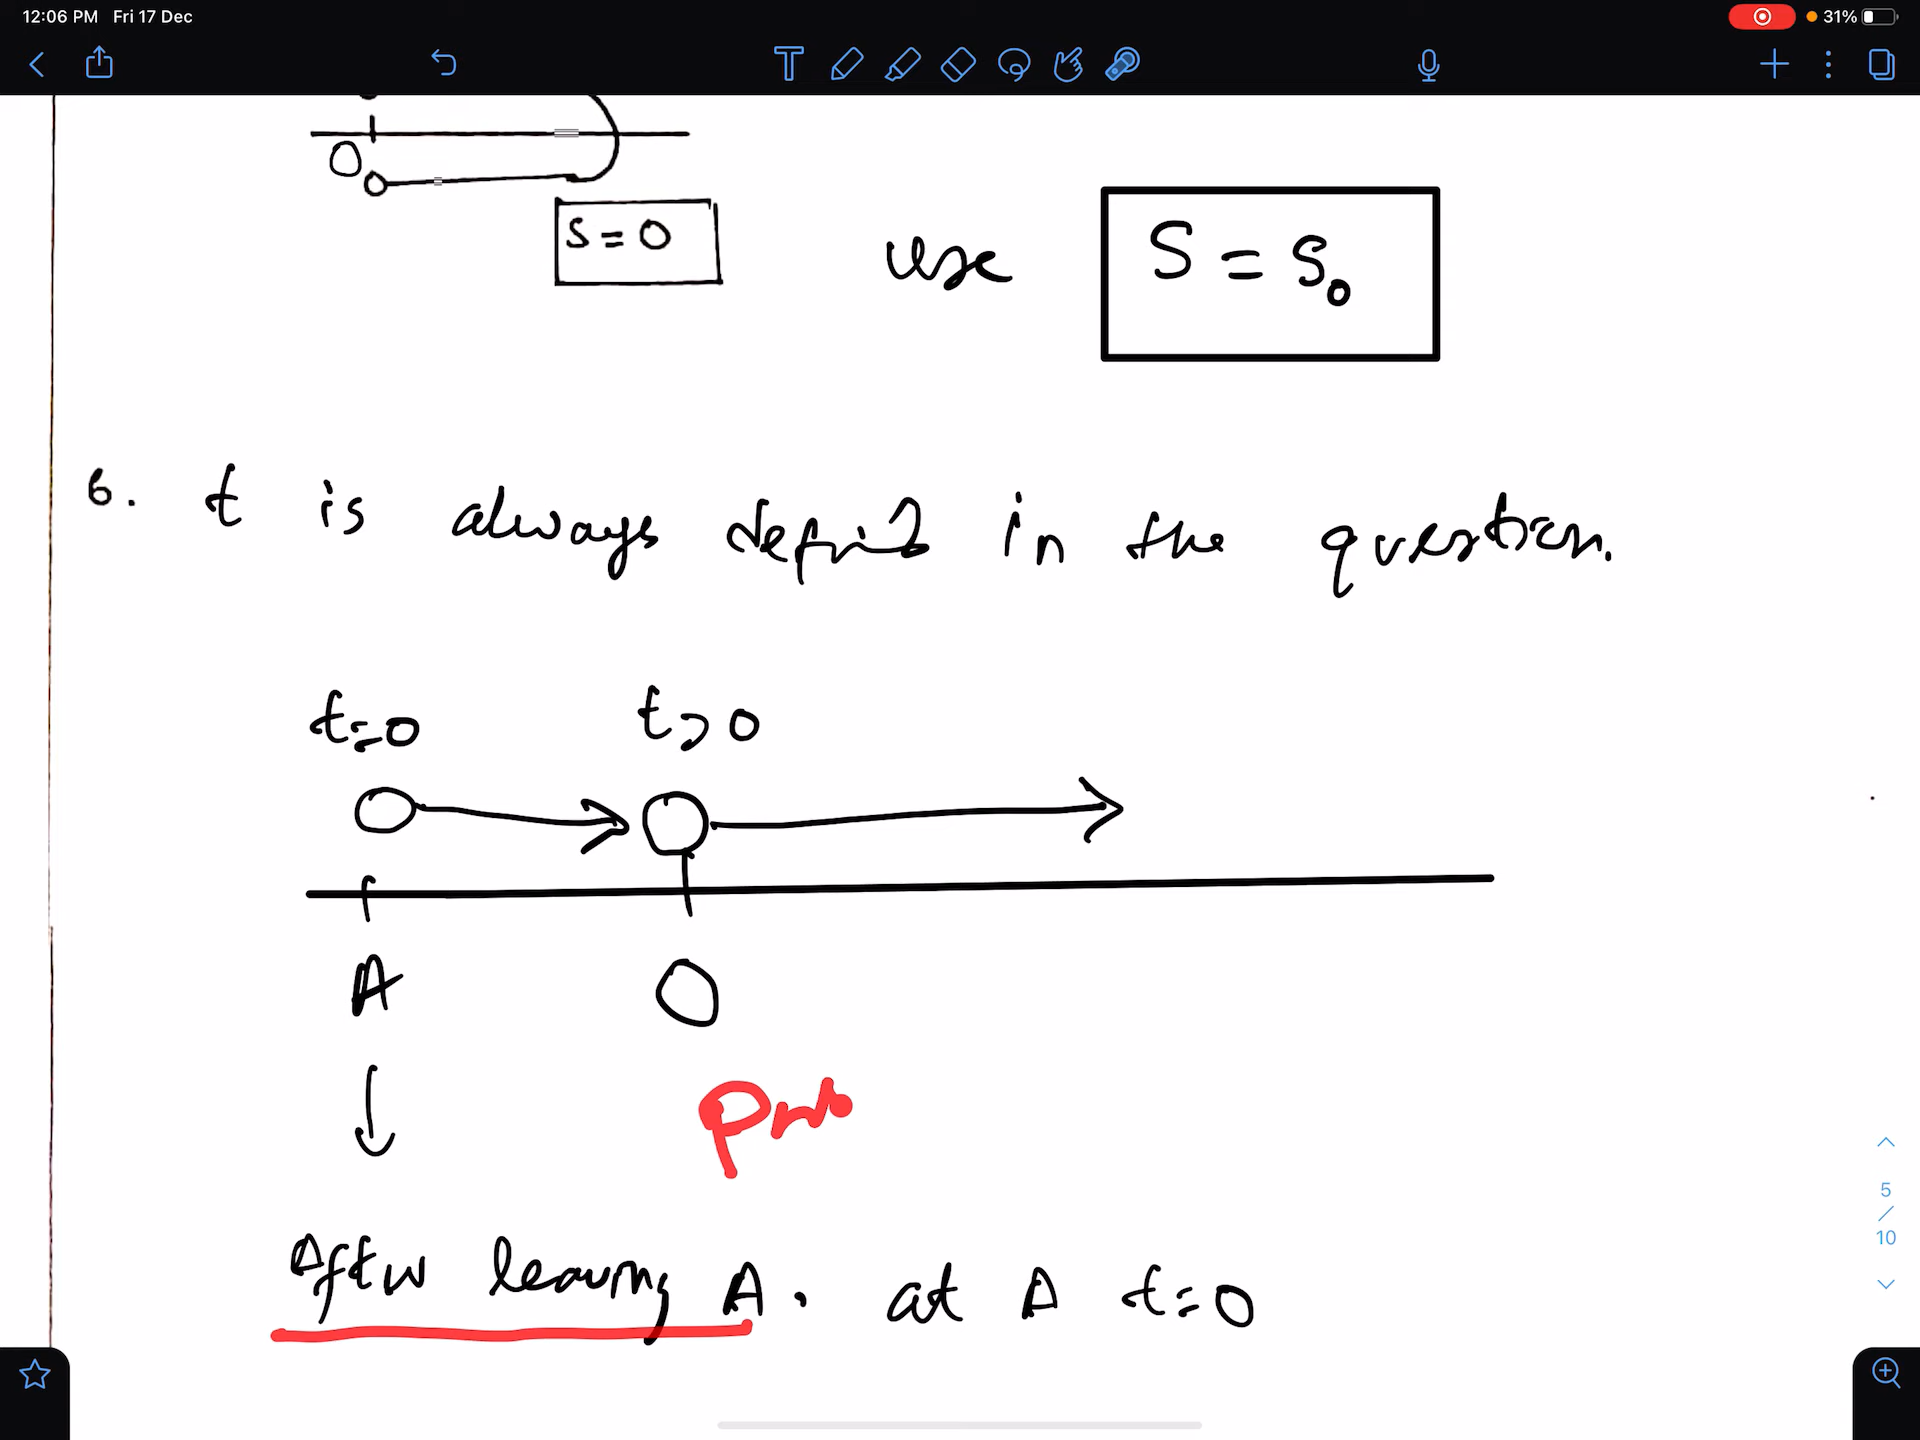 12:06 PM Fri 17 Dec
31%
T
O
S = 0
use
S = S₀
6. t is always defined in the question.
t=0
t>0
A
O
After leaving A. at A t=0
5
/
10